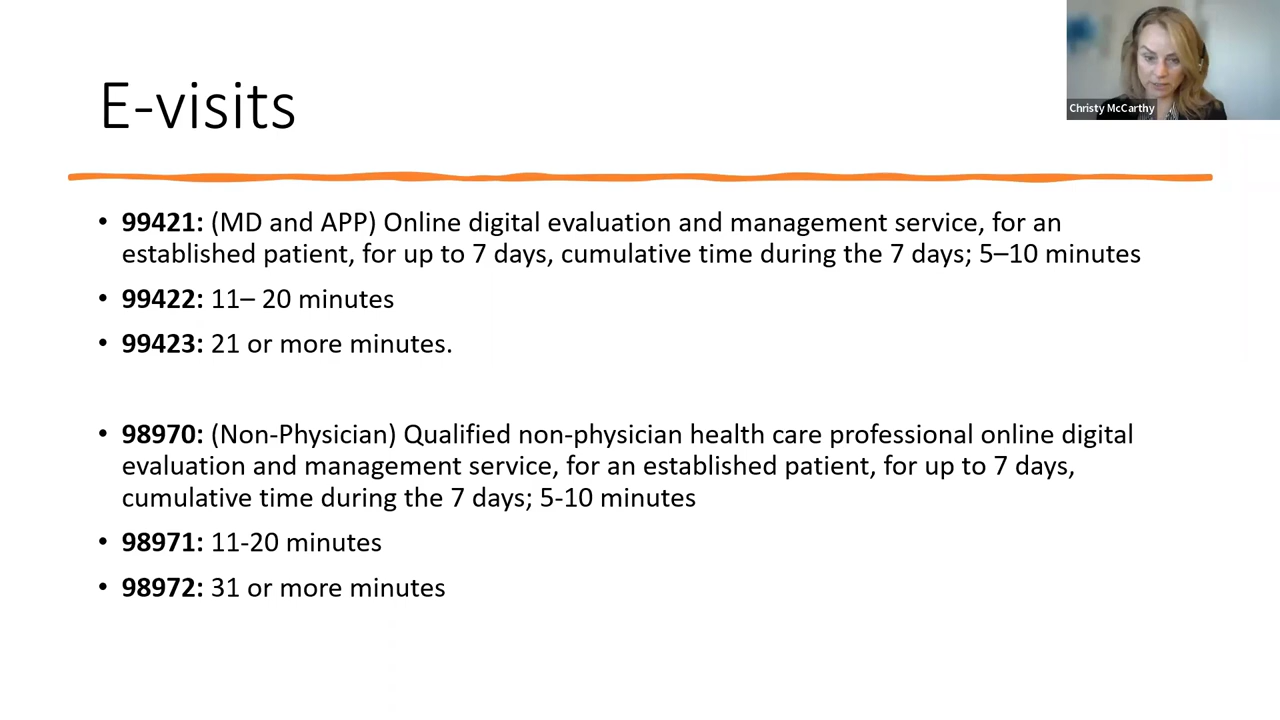 Christy McCarthy
E-visits
• 99421: (MD and APP) Online digital evaluation and management service, for an
established patient, for up to 7 days, cumulative time during the 7 days; 5–10 minutes
• 99422: 11– 20 minutes
• 99423: 21 or more minutes.
• 98970: (Non-Physician) Qualified non-physician health care professional online digital
evaluation and management service, for an established patient, for up to 7 days,
cumulative time during the 7 days; 5-10 minutes
• 98971: 11-20 minutes
• 98972: 31 or more minutes